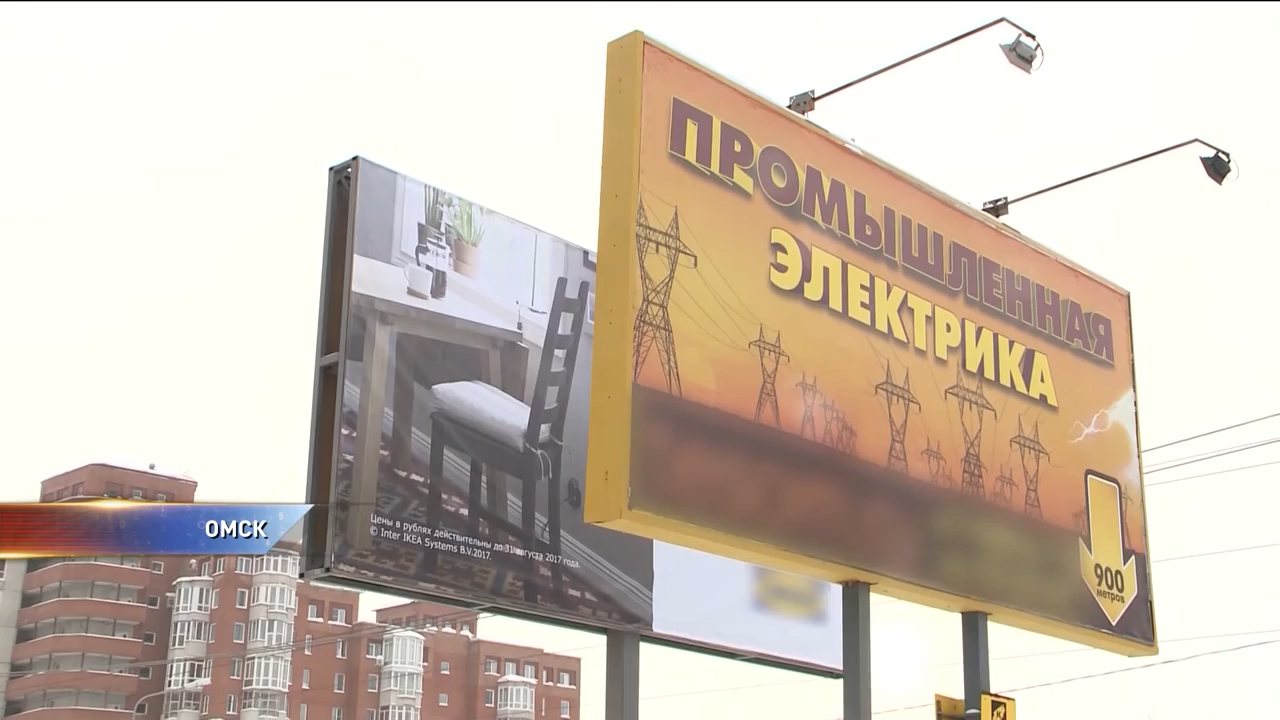 ПРОМЫШЛЕННАЯ
ЭЛЕКТРИКА
900
метров
Цены в рублях действительны до 31 августа 2017 года.
© Inter IKEA Systems B.V.2017.
ОМСК